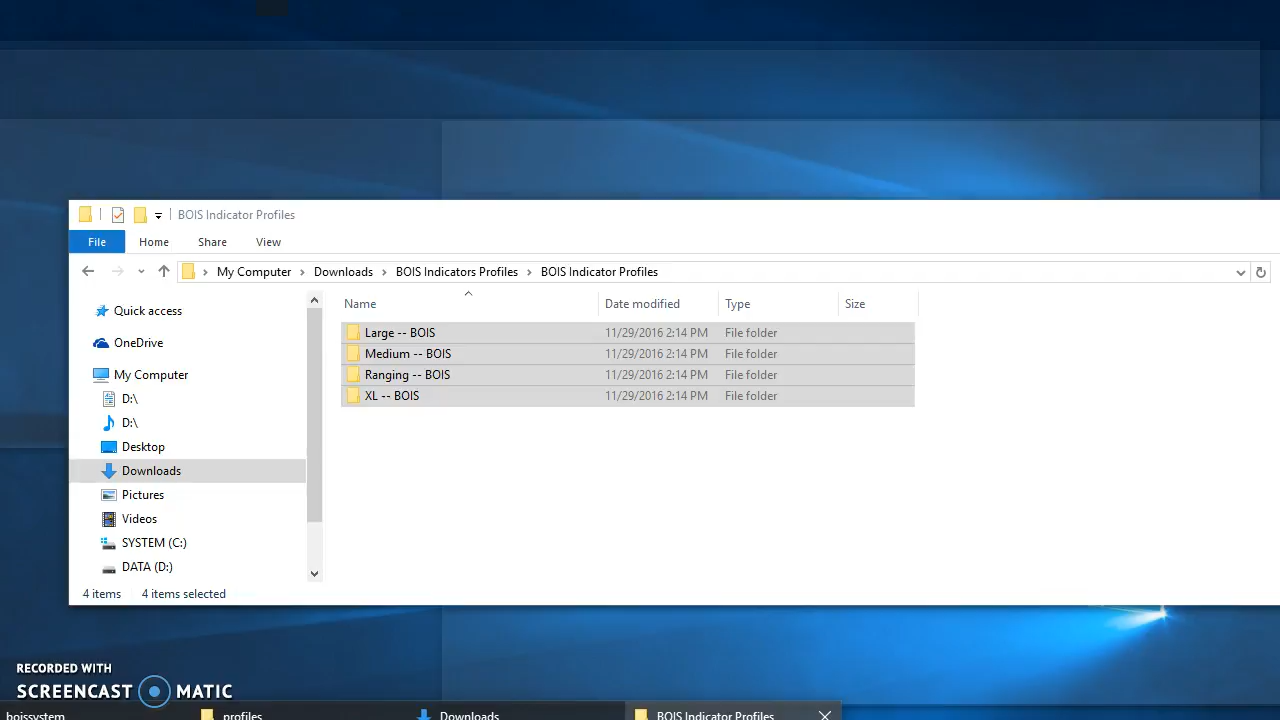 BOIS Indicator Profiles
File Home Share View
My Computer Downloads BOIS Indicators Profiles BOIS Indicator Profiles
Quick access
OneDrive
My Computer
D:\
D:\
Desktop
Downloads
Pictures
Videos
SYSTEM (C:)
DATA (D:)
Name Date modified Type Size
Large -- BOIS 11/29/2016 2:14 PM File folder
Medium -- BOIS 11/29/2016 2:14 PM File folder
Ranging -- BOIS 11/29/2016 2:14 PM File folder
XL -- BOIS 11/29/2016 2:14 PM File folder
4 items 4 items selected
RECORDED WITH
SCREENCAST MATIC
boissystem profiles Downloads BOIS Indicator Profiles